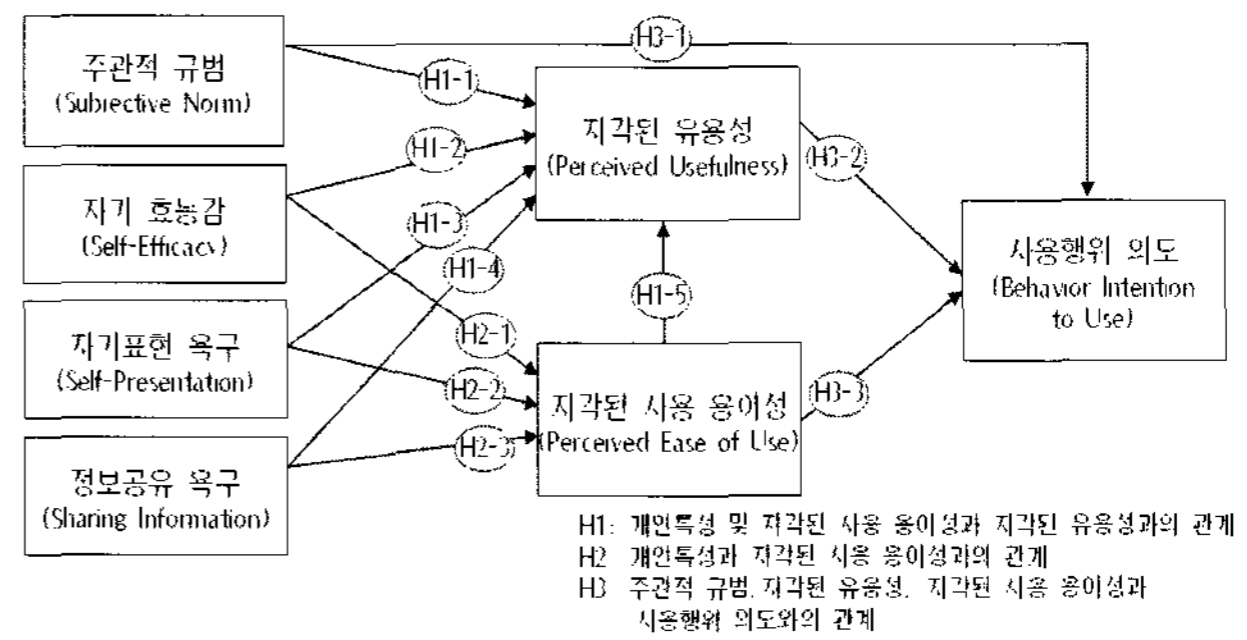 주관적 규범
(Subrective Norm)
자기 효능감
(Self-Efficacy)
자기표현 욕구
(Self-Presentation)
정보공유 욕구
(Sharing Information)
H1-1
H1-2
H1-3
H1-4
H2-1
H2-2
H2-3
지각된 유용성
(Perceived Usefulness)
H1-5
지각된 사용 용이성
(Perceived Ease of Use)
H3-1
H3-2
H3-3
사용행위 의도
(Behavior Intention
to Use)
H1: 개인특성 및 지각된 사용 용이성과 지각된 유용성과의 관계
H2 개인특성과 지각된 사용 용이성과의 관계
H3 주관적 규범, 지각된 유용성, 지각된 사용 용이성과
사용행위 의도와의 관계